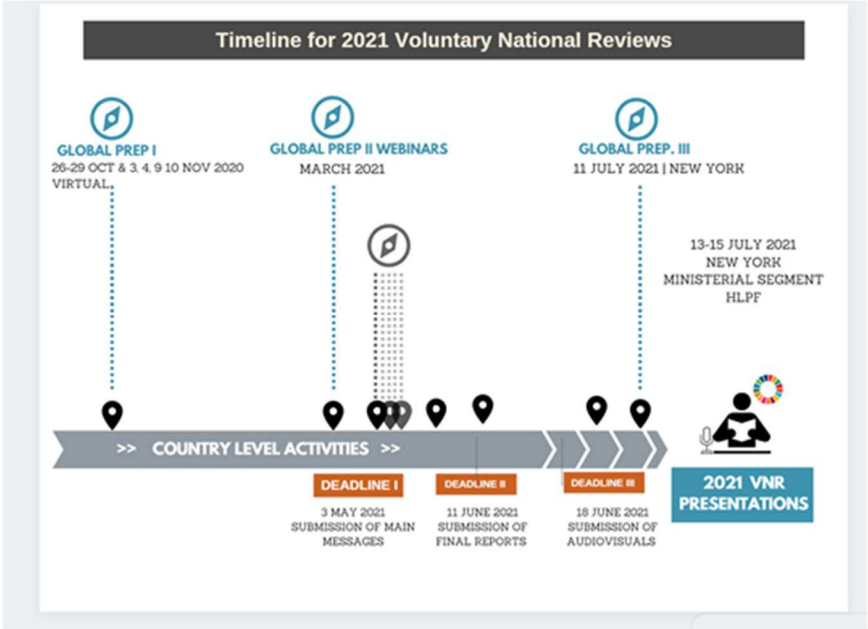 Timeline for 2021 Voluntary National Reviews
GLOBAL PREP I
26-29 OCT & 3, 4, 9 10 NOV 2020
VIRTUAL
GLOBAL PREP II WEBINARS
MARCH 2021
GLOBAL PREP. III
11 JULY 2021 | NEW YORK
13-15 JULY 2021
NEW YORK
MINISTERIAL SEGMENT
HLPF
>> COUNTRY LEVEL ACTIVITIES >>
DEADLINE I
3 MAY 2021
SUBMISSION OF MAIN
MESSAGES
DEADLINE II
11 JUNE 2021
SUBMISSION OF
FINAL REPORTS
DEADLINE III
18 JUNE 2021
SUBMISSION OF
AUDIOVISUALS
2021 VNR
PRESENTATIONS